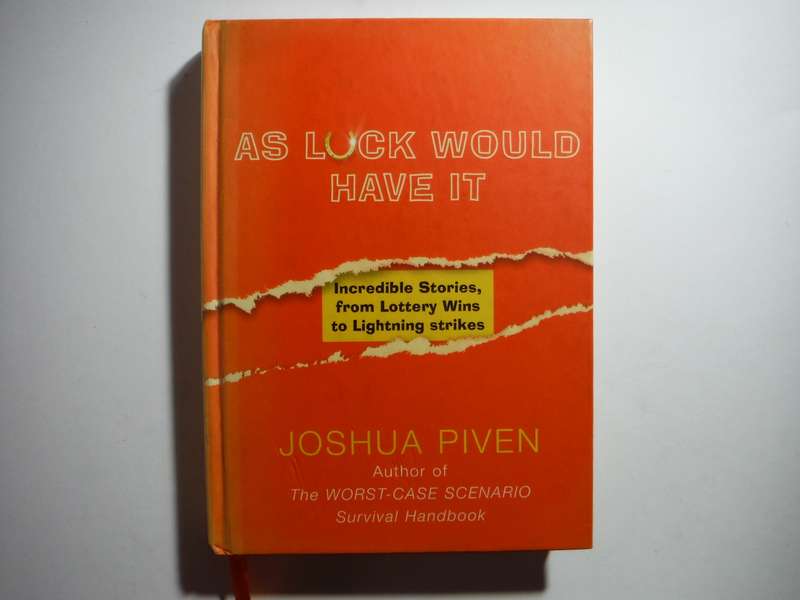 AS LUCK WOULD
HAVE IT
Incredible Stories,
from Lottery Wins
to Lightning strikes
JOSHUA PIVEN
Author of
The WORST-CASE SCENARIO
Survival Handbook